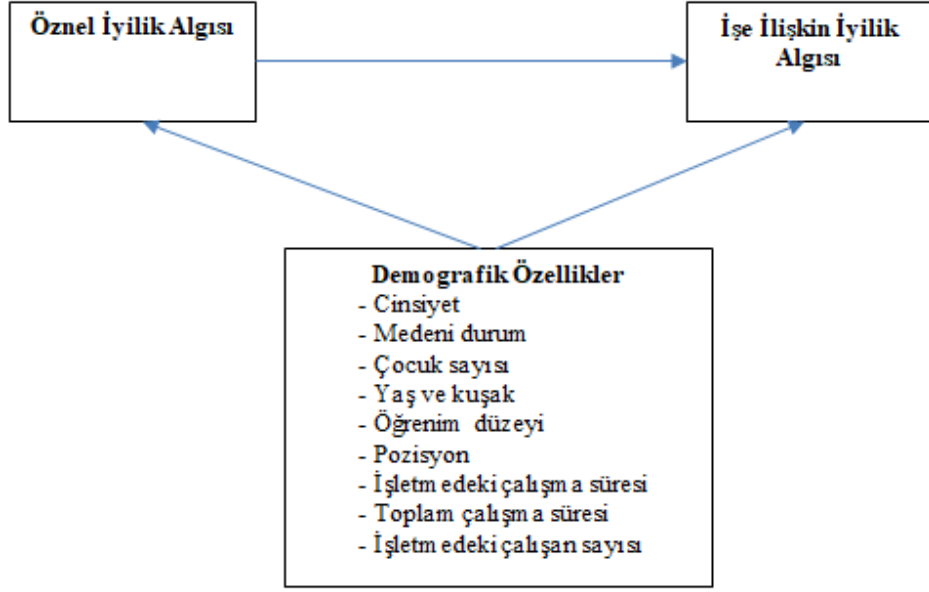 Öznel İyilik Algısı
İşe İlişkin İyilik
Algısı
Demografik Özellikler
- Cinsiyet
- Medeni durum
- Çocuk sayısı
- Yaş ve kuşak
- Öğrenim düzeyi
- Pozisyon
- İşletmedeki çalışma süresi
- Toplam çalışma süresi
- İşletmedeki çalışan sayısı